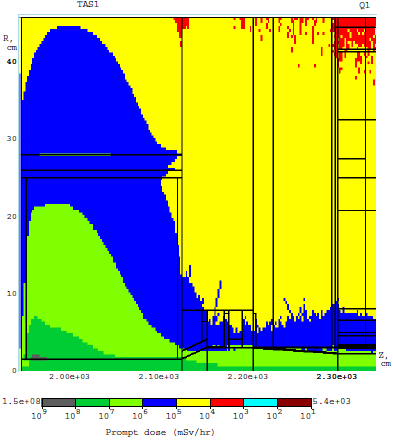 TAS1 Q1
R,
cm
40
30
20
10
0
Z,
cm
2.00e+03 2.10e+03 2.20e+03 2.30e+03
1.5e+08 5.4e+03
10⁹ 10⁸ 10⁷ 10⁶ 10⁵ 10⁴ 10³ 10² 10¹
Prompt dose (mSv/hr)